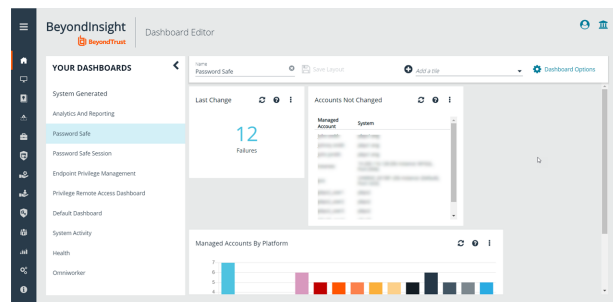 BeyondInsight
BeyondTrust
Dashboard Editor
YOUR DASHBOARDS
System Generated
Analytics And Reporting
Password Safe
Password Safe Session
Endpoint Privilege Management
Privilege Remote Access Dashboard
Default Dashboard
System Activity
Health
Omniworker
Name
Password Safe
Save Layout
Add a tile
Dashboard Options
Last Change
12
Failures
Accounts Not Changed
Managed Account
System
Managed Accounts By Platform
7
6
5
4